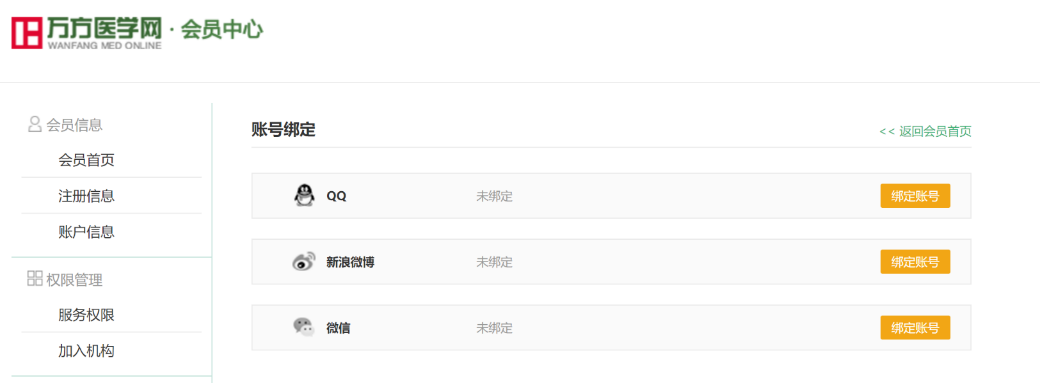 万方医学网·会员中心
WANFANG MED ONLINE
会员信息
会员首页
注册信息
账户信息
权限管理
服务权限
加入机构
账号绑定
<< 返回会员首页
QQ 未绑定 绑定账号
新浪微博 未绑定 绑定账号
微信 未绑定 绑定账号